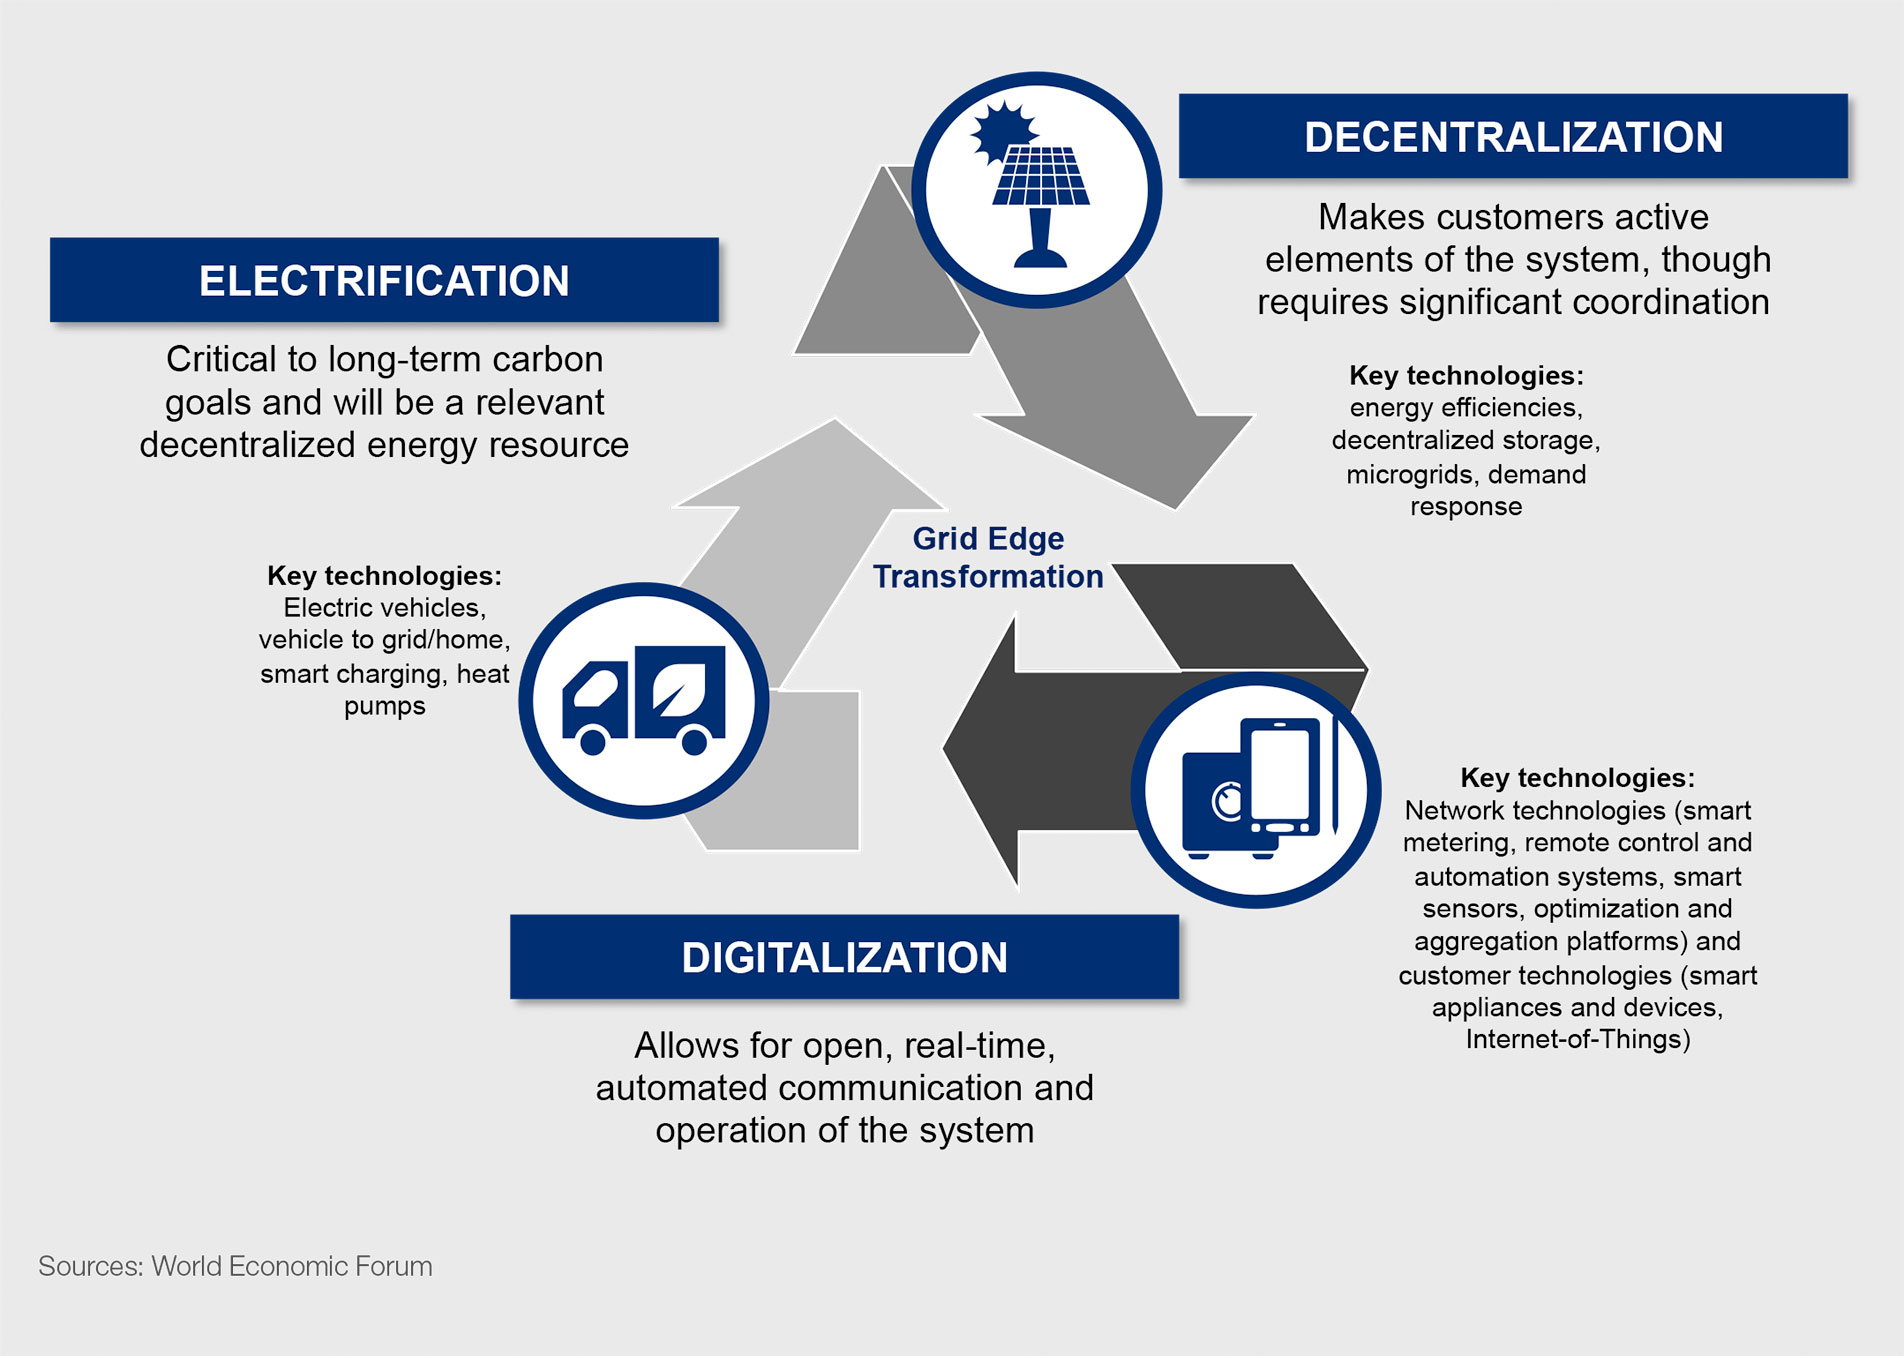 DECENTRALIZATION
Makes customers active
elements of the system, though
requires significant coordination
Key technologies:
energy efficiencies,
decentralized storage,
microgrids, demand
response
ELECTRIFICATION
Critical to long-term carbon
goals and will be a relevant
decentralized energy resource
Key technologies:
Electric vehicles,
vehicle to grid/home,
smart charging, heat
pumps
Grid Edge
Transformation
Key technologies:
Network technologies (smart
metering, remote control and
automation systems, smart
sensors, optimization and
aggregation platforms) and
customer technologies (smart
appliances and devices,
Internet-of-Things)
DIGITALIZATION
Allows for open, real-time,
automated communication and
operation of the system
Sources: World Economic Forum